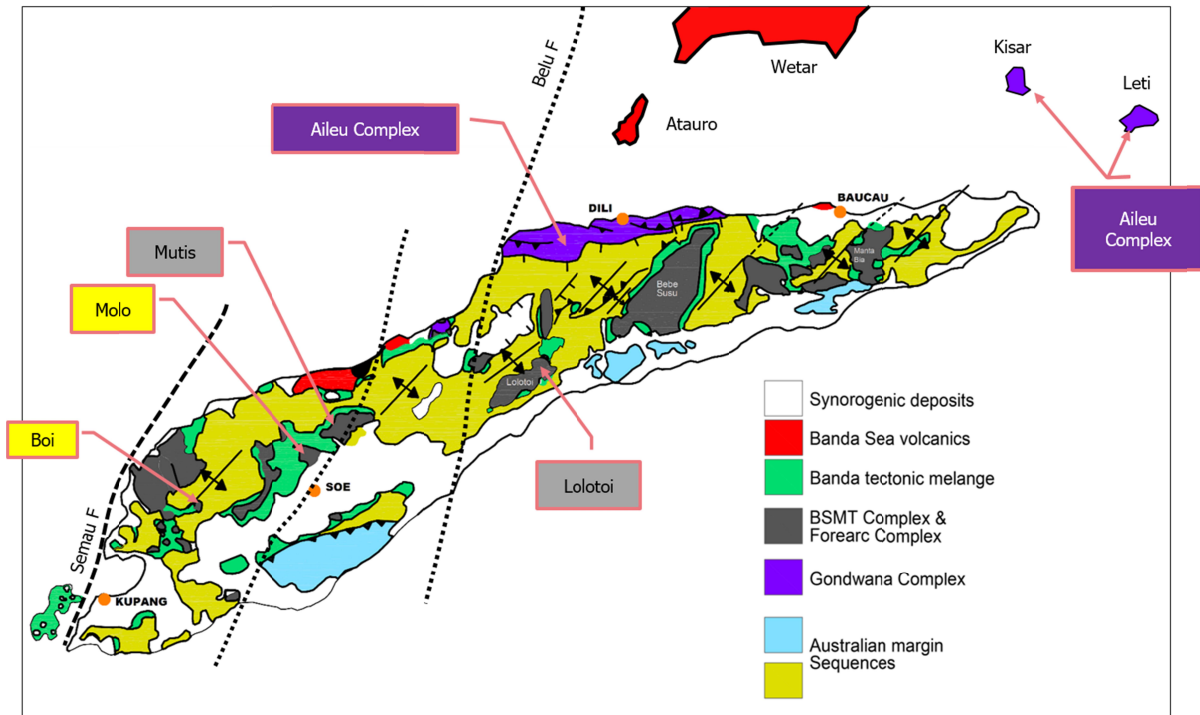 Belu F
Wetar
Kisar
Leti
Atauro
Aileu Complex
Aileu
Complex
DILI
BAUCAU
Mutis
Molo
Boi
Manta
Bia
Bebe
Susu
Lolotoi
Lolotoi
SOE
Semau F
KUPANG
Synorogenic deposits
Banda Sea volcanics
Banda tectonic melange
BSMT Complex &
Forearc Complex
Gondwana Complex
Australian margin
Sequences